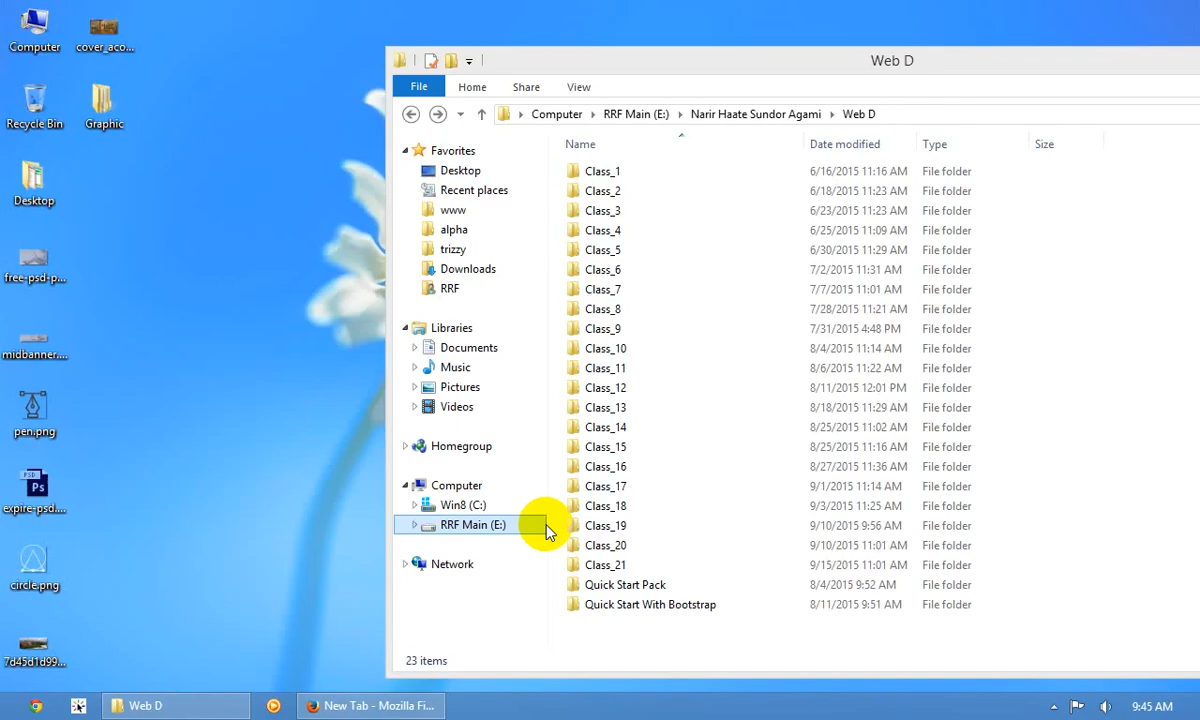 Computer
cover_aco...
Recycle Bin
Graphic
Desktop
free-psd-p...
midbanner....
pen.png
PSD
Ps
expire-psd....
circle.png
7d45d1d99...
Web D
File
Home
Share
View
Computer
RRF Main (E:)
Narir Haate Sundor Agami
Web D
Favorites
Desktop
Recent places
www
alpha
trizzy
Downloads
RRF
Libraries
Documents
Music
Pictures
Videos
Homegroup
Computer
Win8 (C:)
RRF Main (E:)
Network
Name Date modified Type Size
Class_1 6/16/2015 11:16 AM File folder
Class_2 6/18/2015 11:23 AM File folder
Class_3 6/23/2015 11:23 AM File folder
Class_4 6/25/2015 11:09 AM File folder
Class_5 6/30/2015 11:29 AM File folder
Class_6 7/2/2015 11:31 AM File folder
Class_7 7/7/2015 11:01 AM File folder
Class_8 7/28/2015 11:21 AM File folder
Class_9 7/31/2015 4:48 PM File folder
Class_10 8/4/2015 11:14 AM File folder
Class_11 8/6/2015 11:22 AM File folder
Class_12 8/11/2015 12:01 PM File folder
Class_13 8/18/2015 11:29 AM File folder
Class_14 8/25/2015 11:02 AM File folder
Class_15 8/25/2015 11:16 AM File folder
Class_16 8/27/2015 11:36 AM File folder
Class_17 9/1/2015 11:14 AM File folder
Class_18 9/3/2015 11:25 AM File folder
Class_19 9/10/2015 9:56 AM File folder
Class_20 9/10/2015 11:01 AM File folder
Class_21 9/15/2015 11:01 AM File folder
Quick Start Pack 8/4/2015 9:52 AM File folder
Quick Start With Bootstrap 8/11/2015 9:51 AM File folder
23 items
Web D
New Tab - Mozilla Fi...
9:45 AM